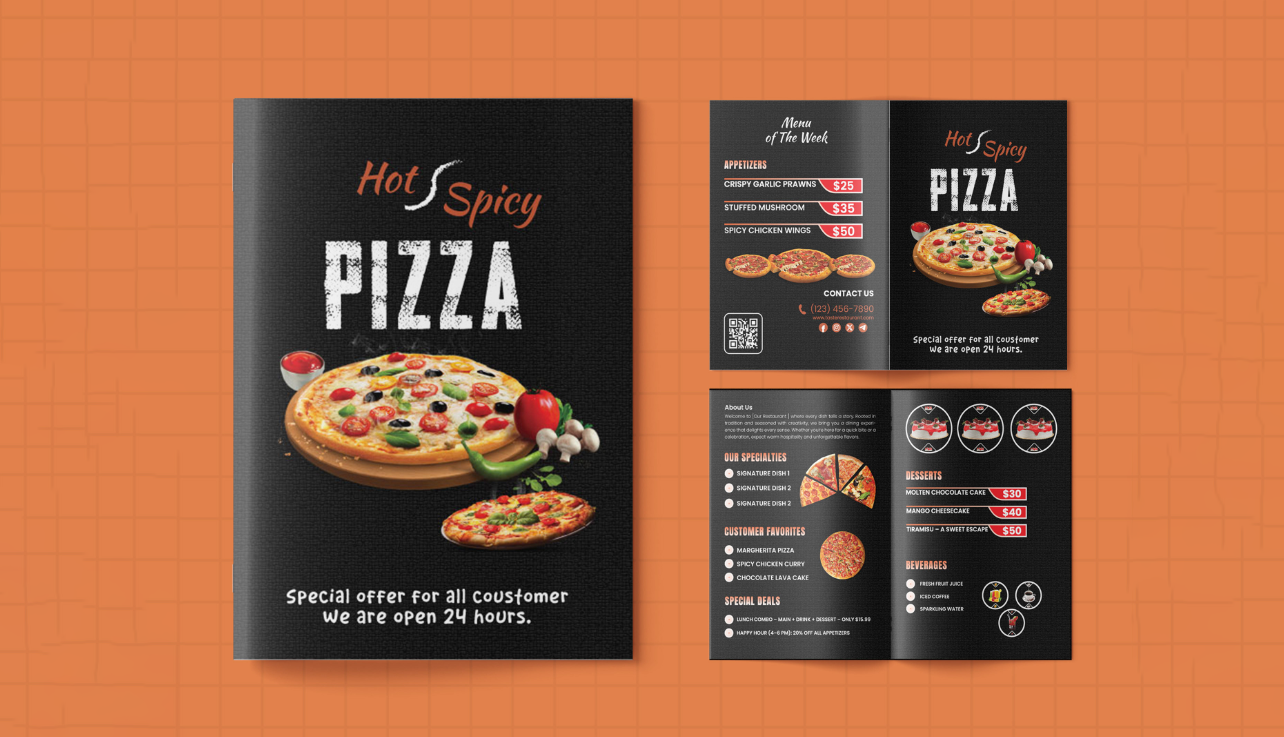 Hot Spicy
PIZZA
Special offer for all coustomer
we are open 24 hours.
Menu
of The Week
APPETIZERS
CRISPY GARLIC PRAWNS $25
STUFFED MUSHROOM $35
SPICY CHICKEN WINGS $50
CONTACT US
(123) 456-7890
Hot Spicy
PIZZA
Special offer for all coustomer
we are open 24 hours.
About Us
Welcome to [Our Restaurant] where every dish tells a story. Rooted in
tradition and seasoned with creativity, we bring you a dining exper-
ience that delights every sense. Whether you're here for a quick bite or a
celebration, expect warm hospitality and unforgettable flavors.
OUR SPECIALTIES
SIGNATURE DISH 1
SIGNATURE DISH 2
SIGNATURE DISH 2
CUSTOMER FAVORITES
MARGHERITA PIZZA
SPICY CHICKEN CURRY
CHOCOLATE LAVA CAKE
SPECIAL DEALS
LUNCH COMBO – MAIN + DRINK + DESSERT – ONLY $15.99
HAPPY HOUR (4–6 PM): 20% OFF ALL APPETIZERS
DESSERTS
MOLTEN CHOCOLATE CAKE $30
MANGO CHEESECAKE $40
TIRAMISU – A SWEET ESCAPE $50
BEVERAGES
FRESH FRUIT JUICE
ICED COFFEE
SPARKLING WATER